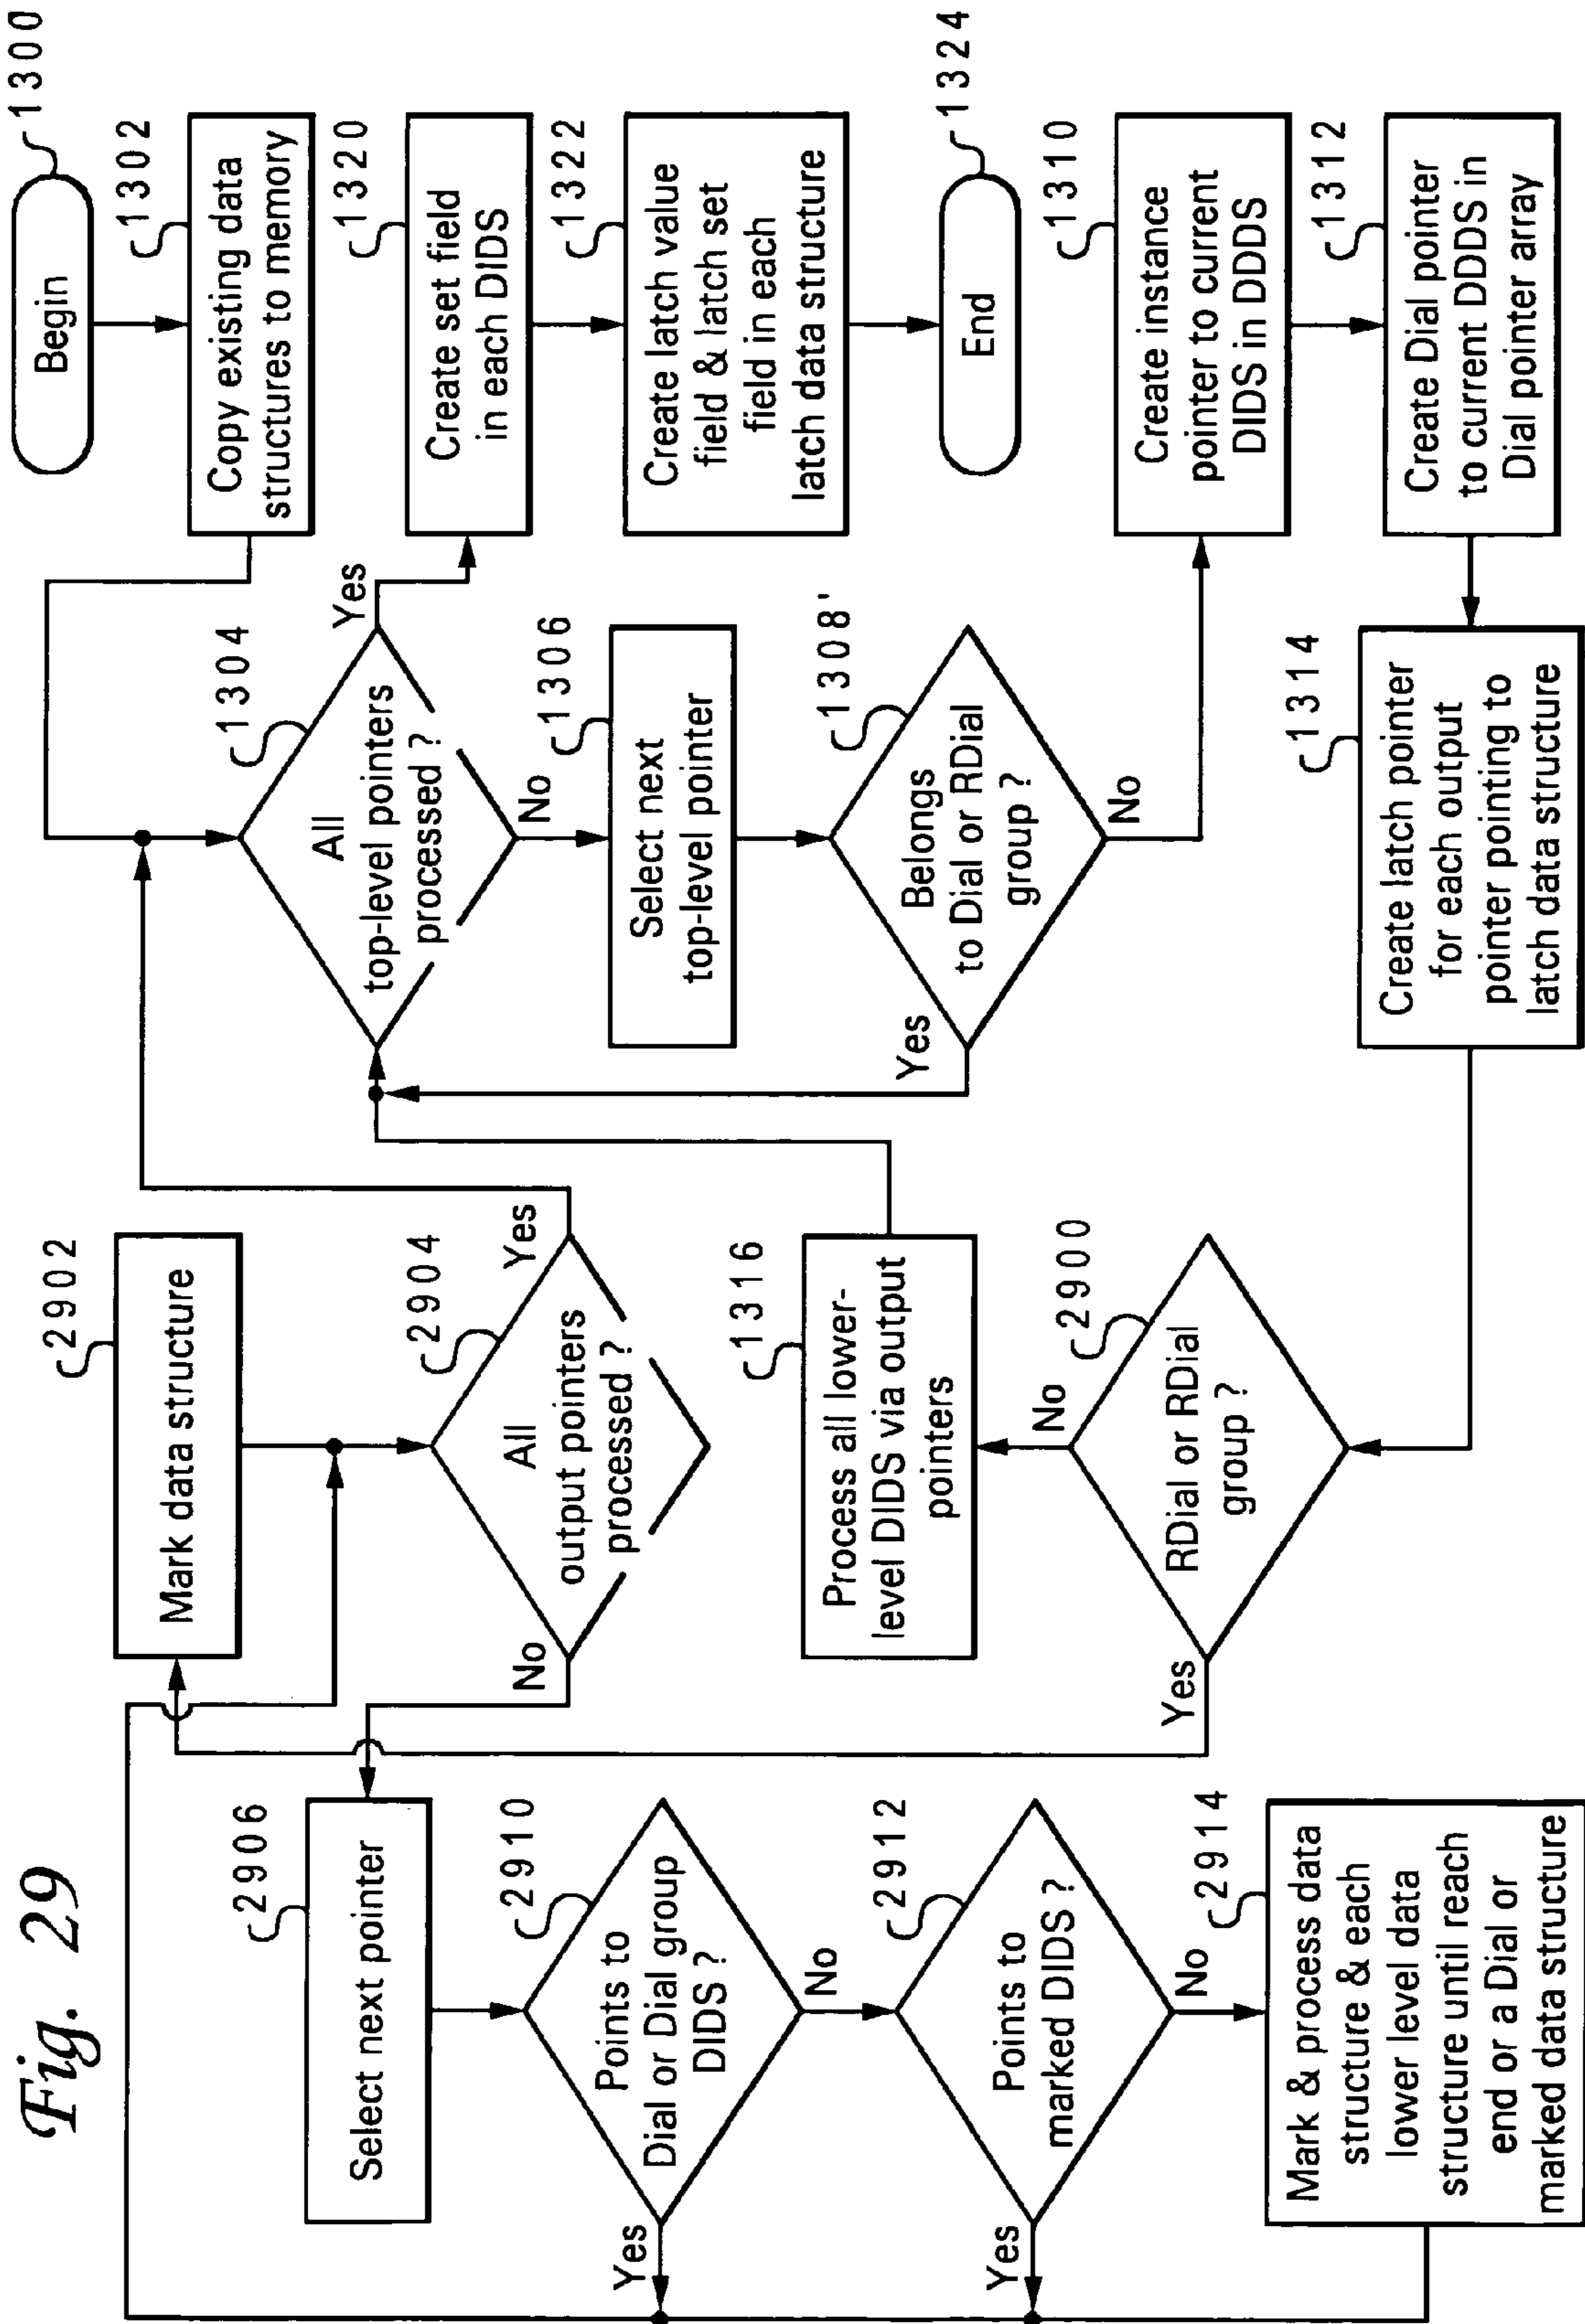 Fig. 29
Begin
1300
Copy existing data
structures to memory
1302
All
top-level pointers
processed ?
1304
Yes
No
Create set field
in each DIDS
1320
Create latch value
field & latch set
field in each
latch data structure
1322
End
1324
Select next
top-level pointer
1306
Belongs
to Dial or RDial
group ?
1308'
Yes
No
Create instance
pointer to current
DIDS in DDDS
1310
Create Dial pointer
to current DDDS in
Dial pointer array
1312
Create latch pointer
for each output
pointer pointing to
latch data structure
1314
RDial or RDial
group ?
2900
No
Yes
Process all lower-
level DIDS via output
pointers
1316
Mark data structure
2902
All
output pointers
processed ?
2904
Yes
No
Select next pointer
2906
Points to
Dial or Dial group
DIDS ?
2910
Yes
No
Points to
marked DIDS ?
2912
Yes
No
Mark & process data
structure & each
lower level data
structure until reach
end or a Dial or
marked data structure
2914